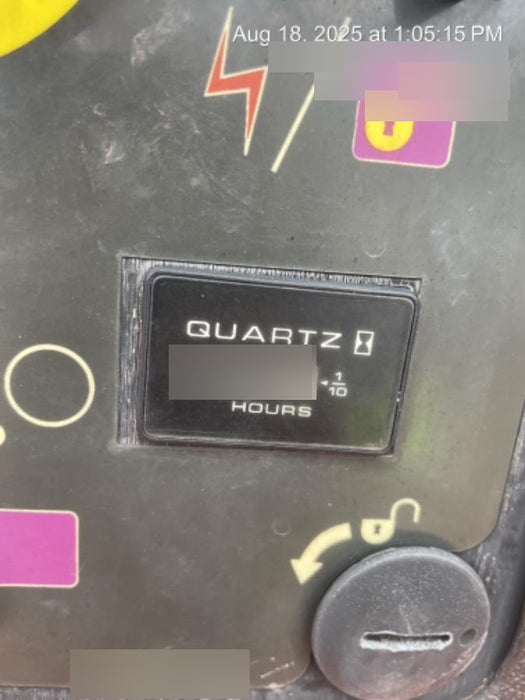 Aug 18, 2025 at 1:05:15 PM
QUARTZ
1/10
HOURS